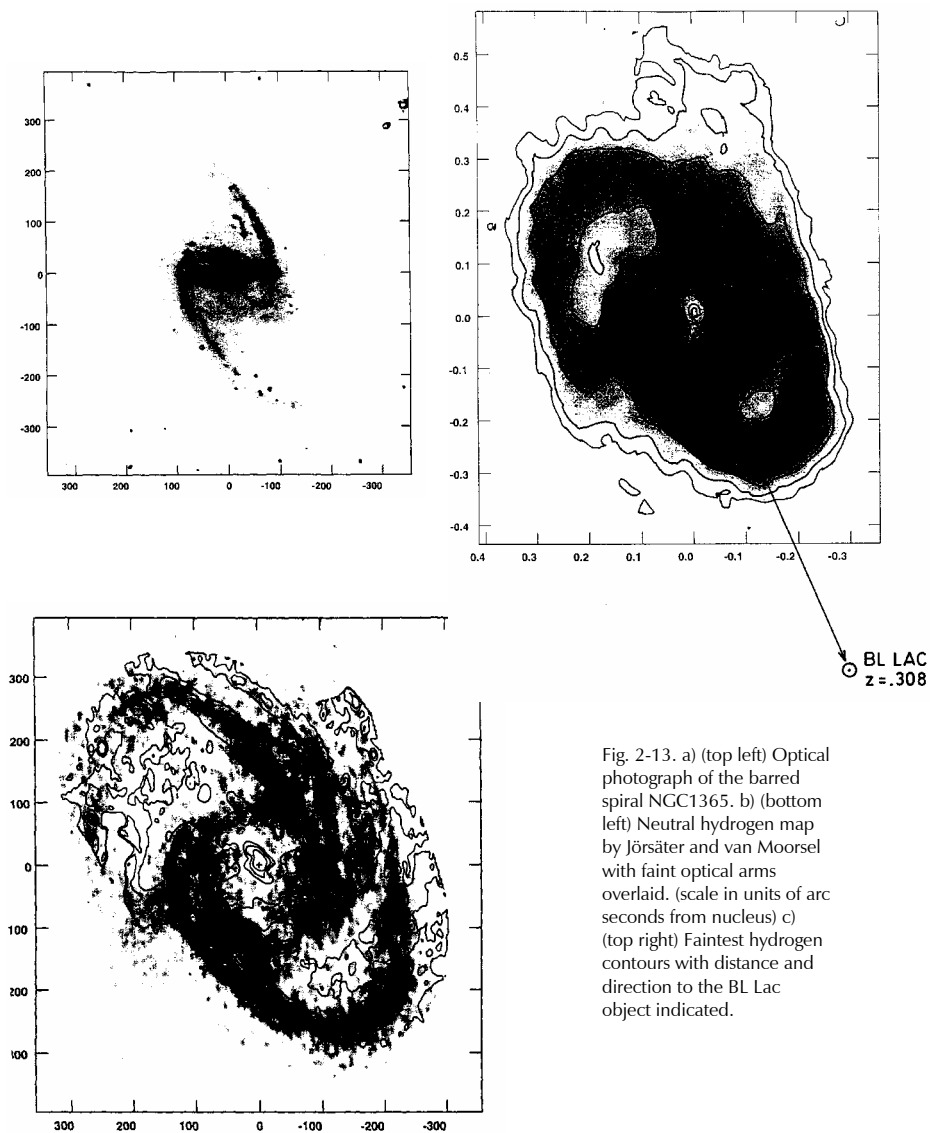 300
200
100
0
-100
-200
-300
300 200 100 0 -100 -200 -300
0.5
0.4
0.3
0.2
0.1
0.0
-0.1
-0.2
-0.3
-0.4
0.4 0.3 0.2 0.1 0.0 -0.1 -0.2 -0.3
BL LAC
z=.308
300
200
100
0
100
200
300 200 100 0 -100 -200 -300
Fig. 2-13. a) (top left) Optical
photograph of the barred
spiral NGC1365. b) (bottom
left) Neutral hydrogen map
by Jörsäter and van Moorsel
with faint optical arms
overlaid. (scale in units of arc
seconds from nucleus) c)
(top right) Faintest hydrogen
contours with distance and
direction to the BL Lac
object indicated.